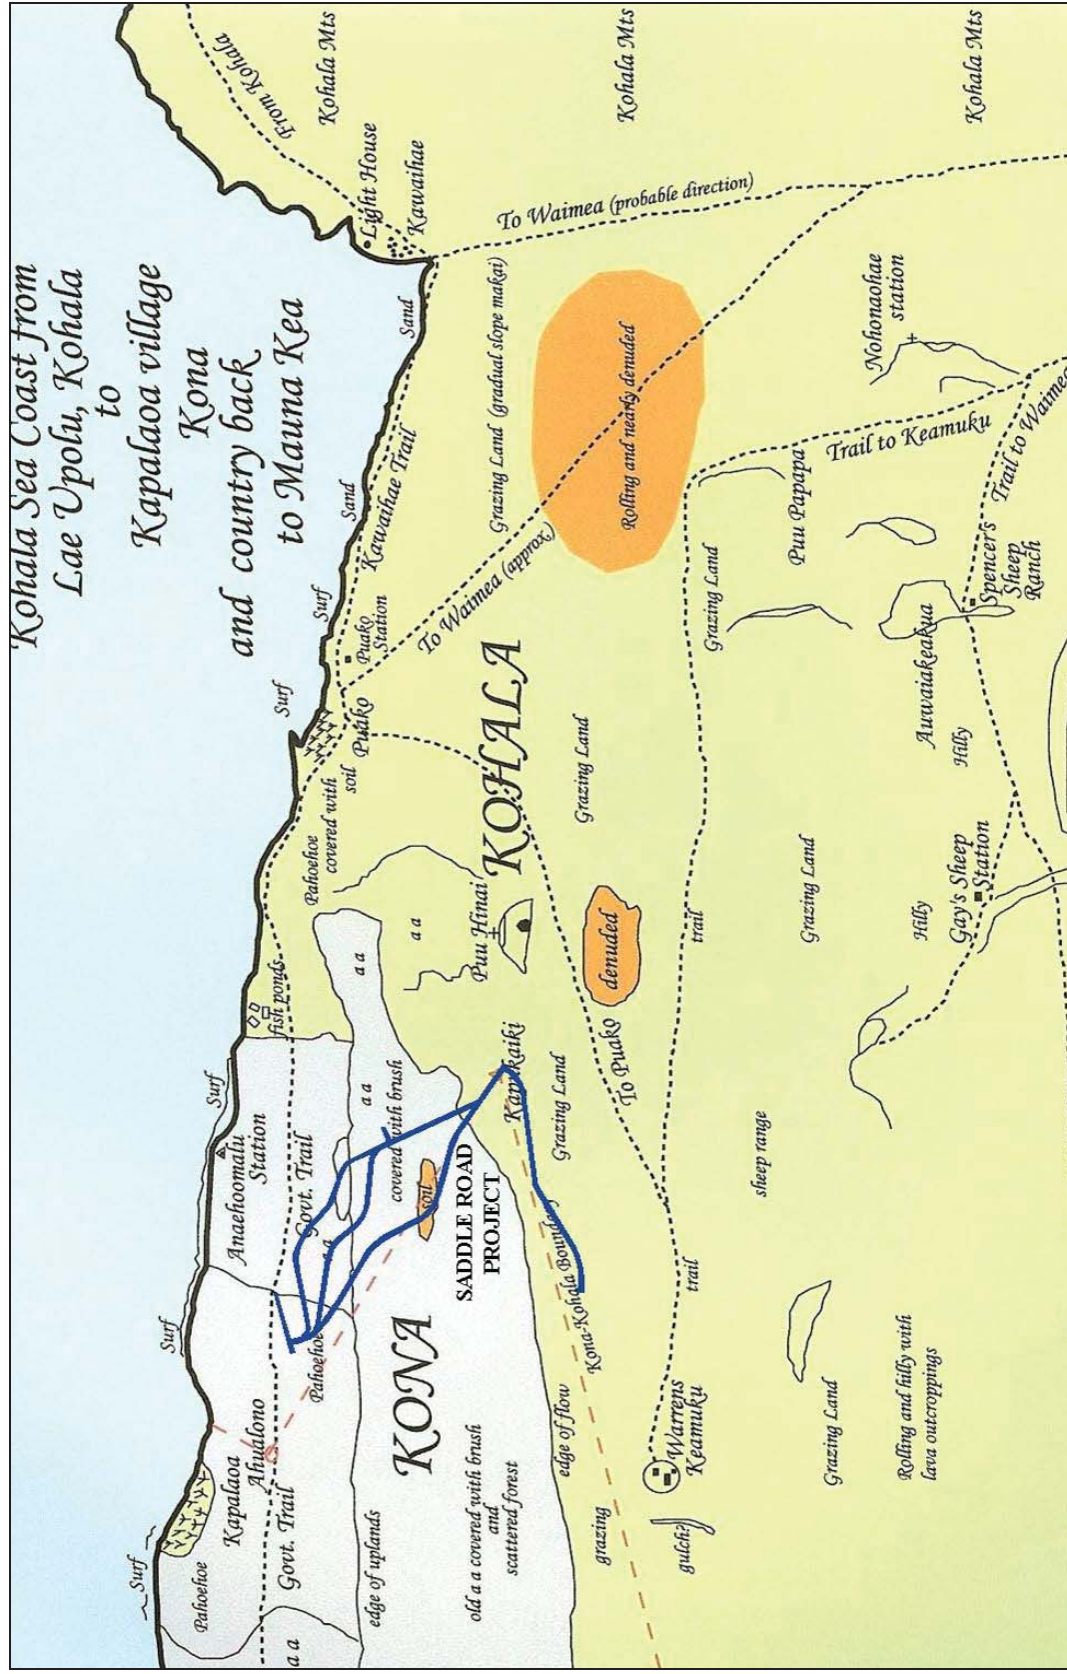 Kohala Sea Coast from
Lae Upolu, Kohala
to
Kapalaoa village
Kona
and country back
to Mauna Kea
From Kohala
Kohala Mts
Kohala Mts
Kohala Mts
Light House
Kawaihae
To Waimea (probable direction)
Sand
Grazing Land (gradual slope makai)
Rolling and nearly denuded
Nohonaohae
station
Kawaihae Trail
Sand
Trail to Keamuku
Trail to Waimea
Puu Papapa
Surf
Puako
Station
To Waimea (approx.)
Grazing Land
Spencer's
Sheep
Ranch
Auwaiakeakua
Surf
Puako
KOHALA
Grazing Land
Hilly
Pahoehoe
covered with
soil
a a
a a
Puu Hinai
denuded
trail
Grazing Land
Hilly
Gay's Sheep
Station
fish ponds
Surf
Anaehoomalu
Station
Govt. Trail
a a
a a
covered with brush
soil
SADDLE ROAD
PROJECT
Kapukaiki
Grazing Land
To Puako
sheep range
Kona-Kohala Boundery
trail
Surf
Pahoehoe
KONA
Kapalaoa
Ahualono
Govt. Trail
edge of uplands
old a a covered with brush
and
scattered forest
edge of flow
grazing
Warrens
Keamuku
gulch?
Grazing Land
Rolling and hilly with
lava outcroppings
Surf
Pahoehoe
a a